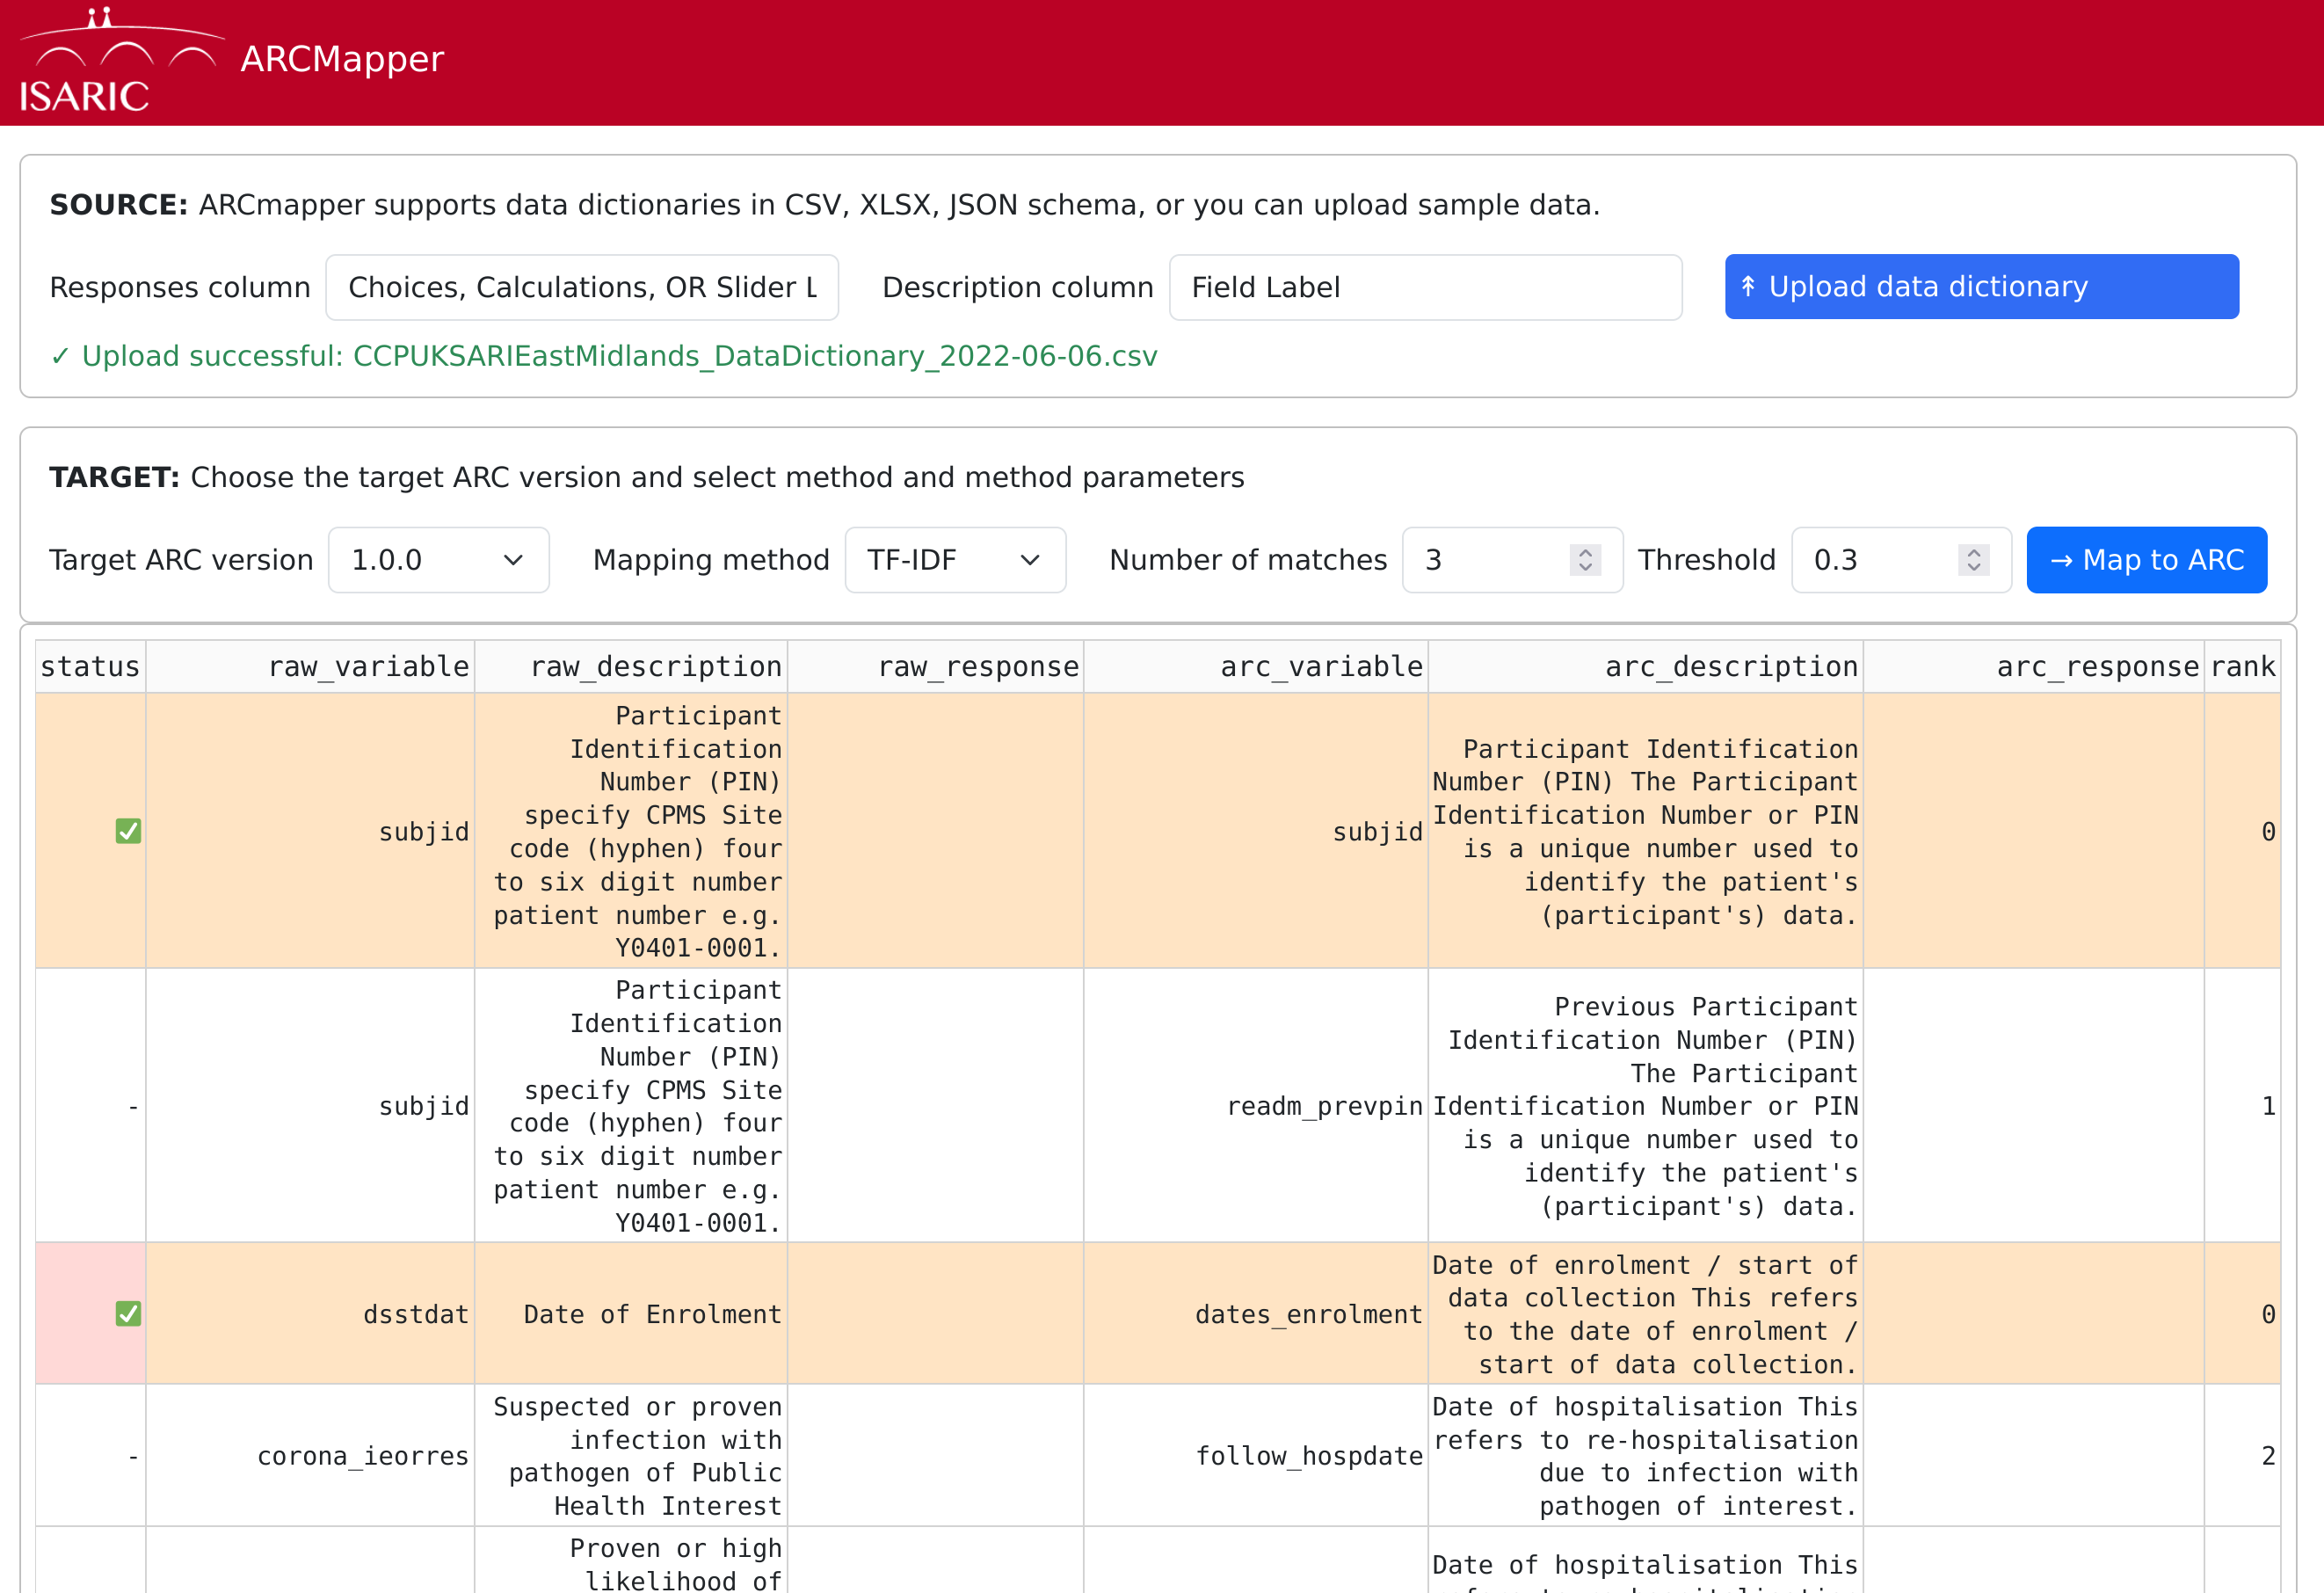 ISARIC
ARCMapper
SOURCE: ARCmapper supports data dictionaries in CSV, XLSX, JSON schema, or you can upload sample data.
Responses column Choices, Calculations, OR Slider L Description column Field Label ↟ Upload data dictionary
✓ Upload successful: CCPUKSARIEastMidlands_DataDictionary_2022-06-06.csv
TARGET: Choose the target ARC version and select method and method parameters
Target ARC version 1.0.0 Mapping method TF-IDF Number of matches 3 Threshold 0.3 → Map to ARC
status raw_variable raw_description raw_response arc_variable arc_description arc_response rank
✅ subjid
Participant
Identification
Number (PIN)
specify CPMS Site
code (hyphen) four
to six digit number
patient number e.g.
Y0401-0001.
subjid
Participant Identification
Number (PIN) The Participant
Identification Number or PIN
is a unique number used to
identify the patient's
(participant's) data.
0
- subjid
Participant
Identification
Number (PIN)
specify CPMS Site
code (hyphen) four
to six digit number
patient number e.g.
Y0401-0001.
readm_prevpin
Previous Participant
Identification Number (PIN)
The Participant
Identification Number or PIN
is a unique number used to
identify the patient's
(participant's) data.
1
✅ dsstdat
Date of Enrolment
dates_enrolment
Date of enrolment / start of
data collection This refers
to the date of enrolment /
start of data collection.
0
- corona_ieorres
Suspected or proven
infection with
pathogen of Public
Health Interest
follow_hospdate
Date of hospitalisation This
refers to re-hospitalisation
due to infection with
pathogen of interest.
2
Proven or high
likelihood of
Date of hospitalisation This